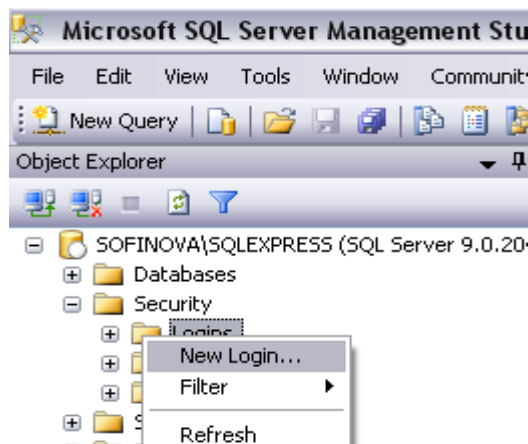 Microsoft SQL Server Management Stu
File Edit View Tools Window Communit
New Query
Object Explorer
SOFINOVA\SQLEXPRESS (SQL Server 9.0.20
Databases
Security
Logins
New Login...
Filter
Refresh